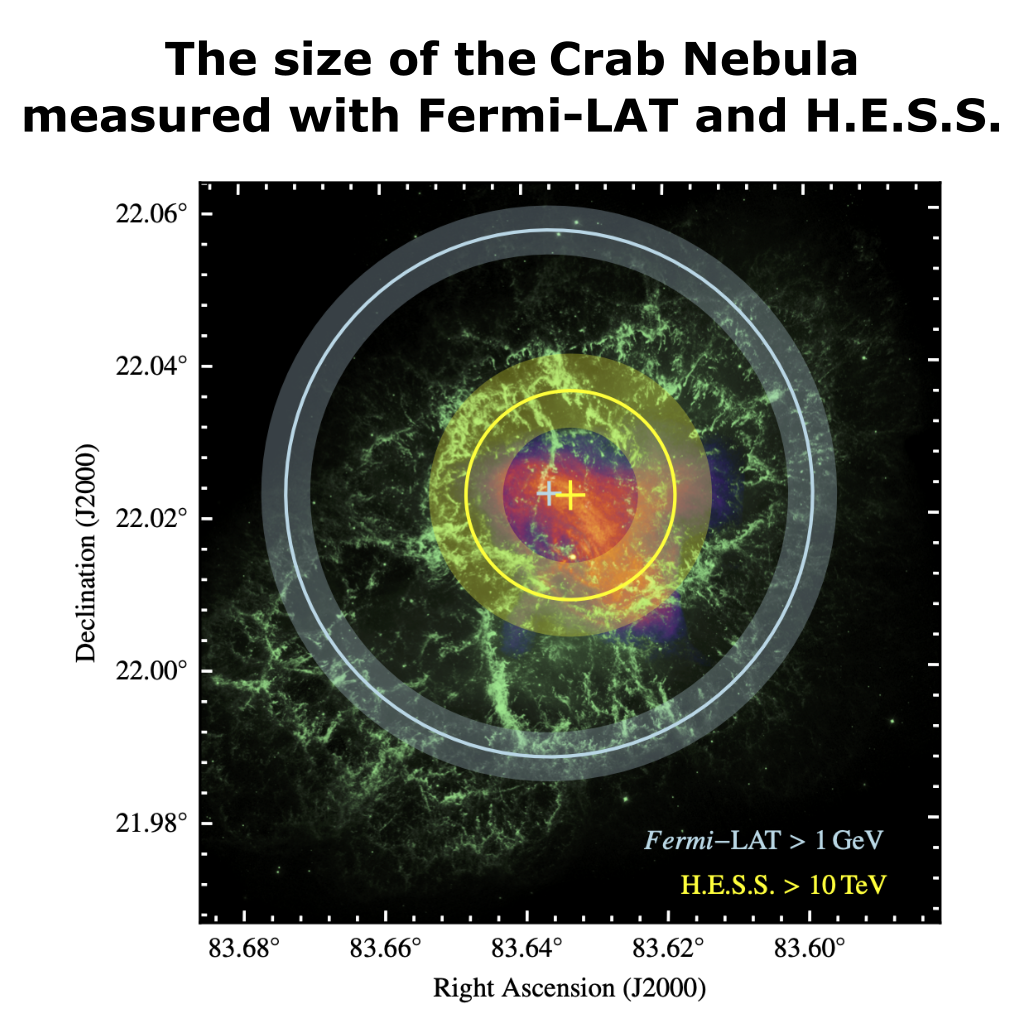 The size of the Crab Nebula
measured with Fermi-LAT and H.E.S.S.
22.06°
22.04°
22.02°
22.00°
21.98°
Declination (J2000)
Fermi−LAT > 1 GeV
H.E.S.S. > 10 TeV
83.68° 83.66° 83.64° 83.62° 83.60°
Right Ascension (J2000)